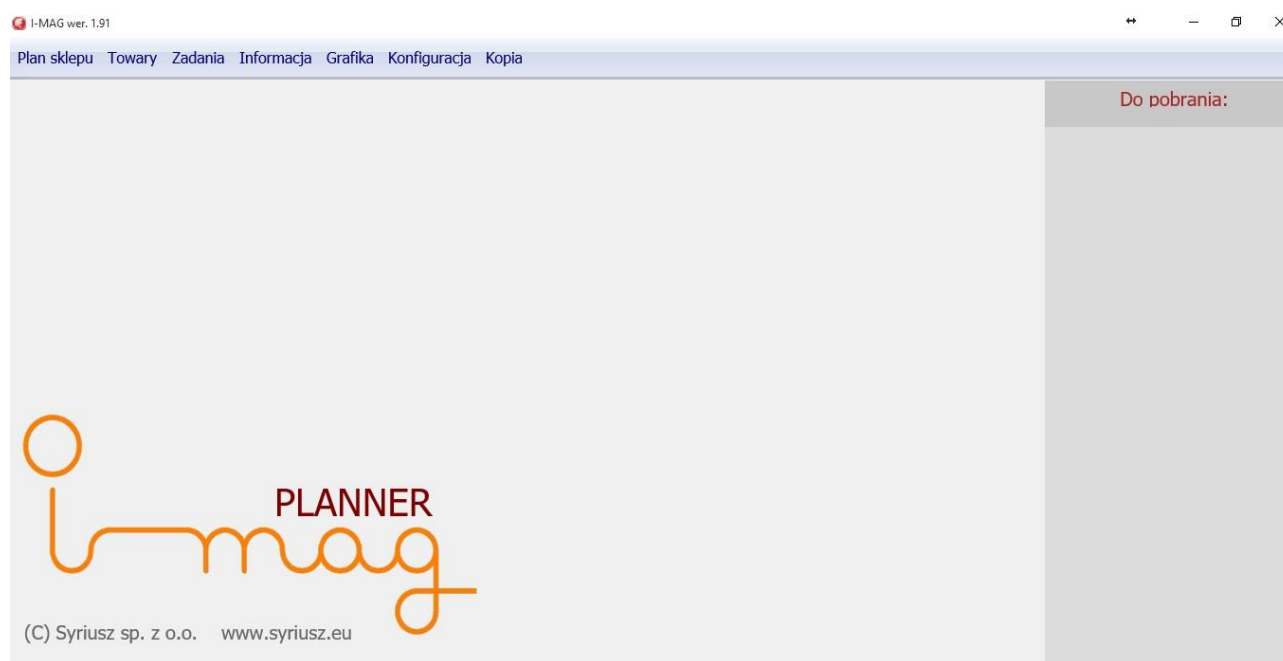 I-MAG wer. 1.91
Plan sklepu Towary Zadania Informacja Grafika Konfiguracja Kopia
Do pobrania:
PLANNER
i-mag
(C) Syriusz sp. z o.o. www.syriusz.eu